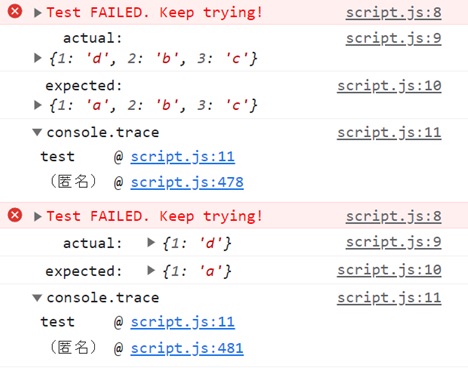 Test FAILED. Keep trying! script.js:8
actual: script.js:9
{1: 'd', 2: 'b', 3: 'c'}
expected: script.js:10
{1: 'a', 2: 'b', 3: 'c'}
console.trace script.js:11
test @ script.js:11
(匿名) @ script.js:478
Test FAILED. Keep trying! script.js:8
actual: {1: 'd'} script.js:9
expected: {1: 'a'} script.js:10
console.trace script.js:11
test @ script.js:11
(匿名) @ script.js:481